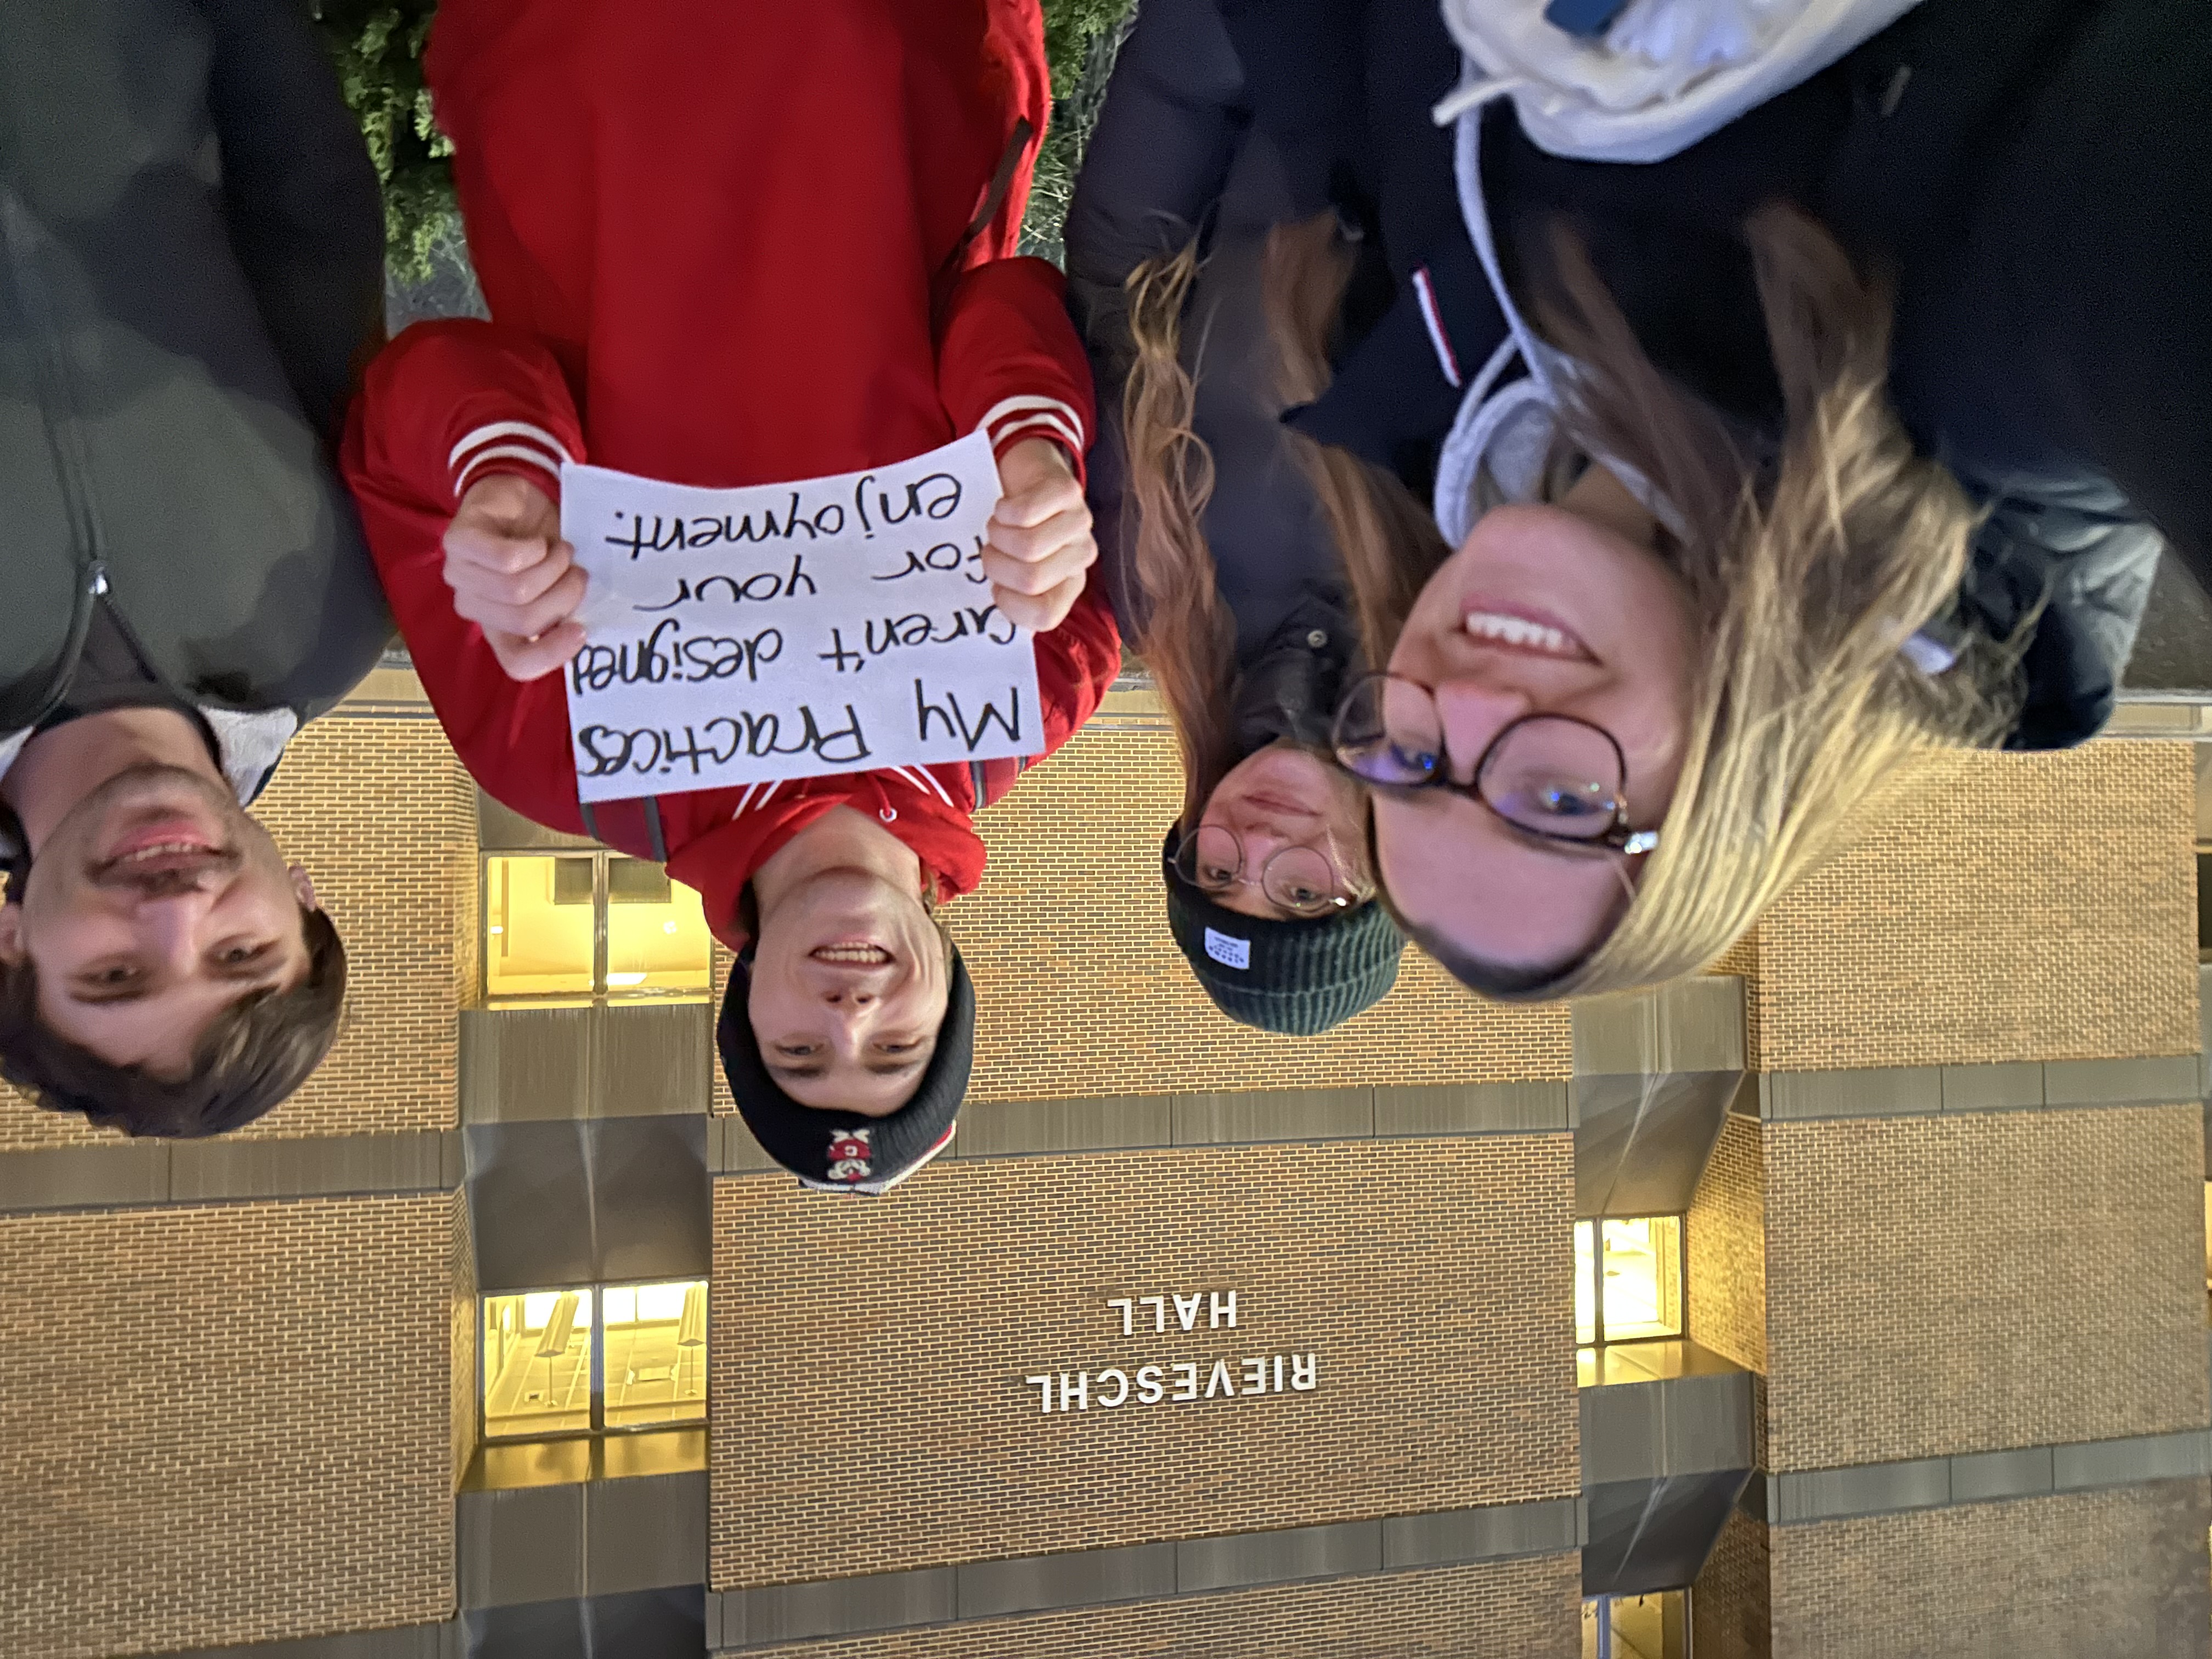 RIEVESCHL
HALL
C
My Practices
aren't designed
for your
enjoyment.